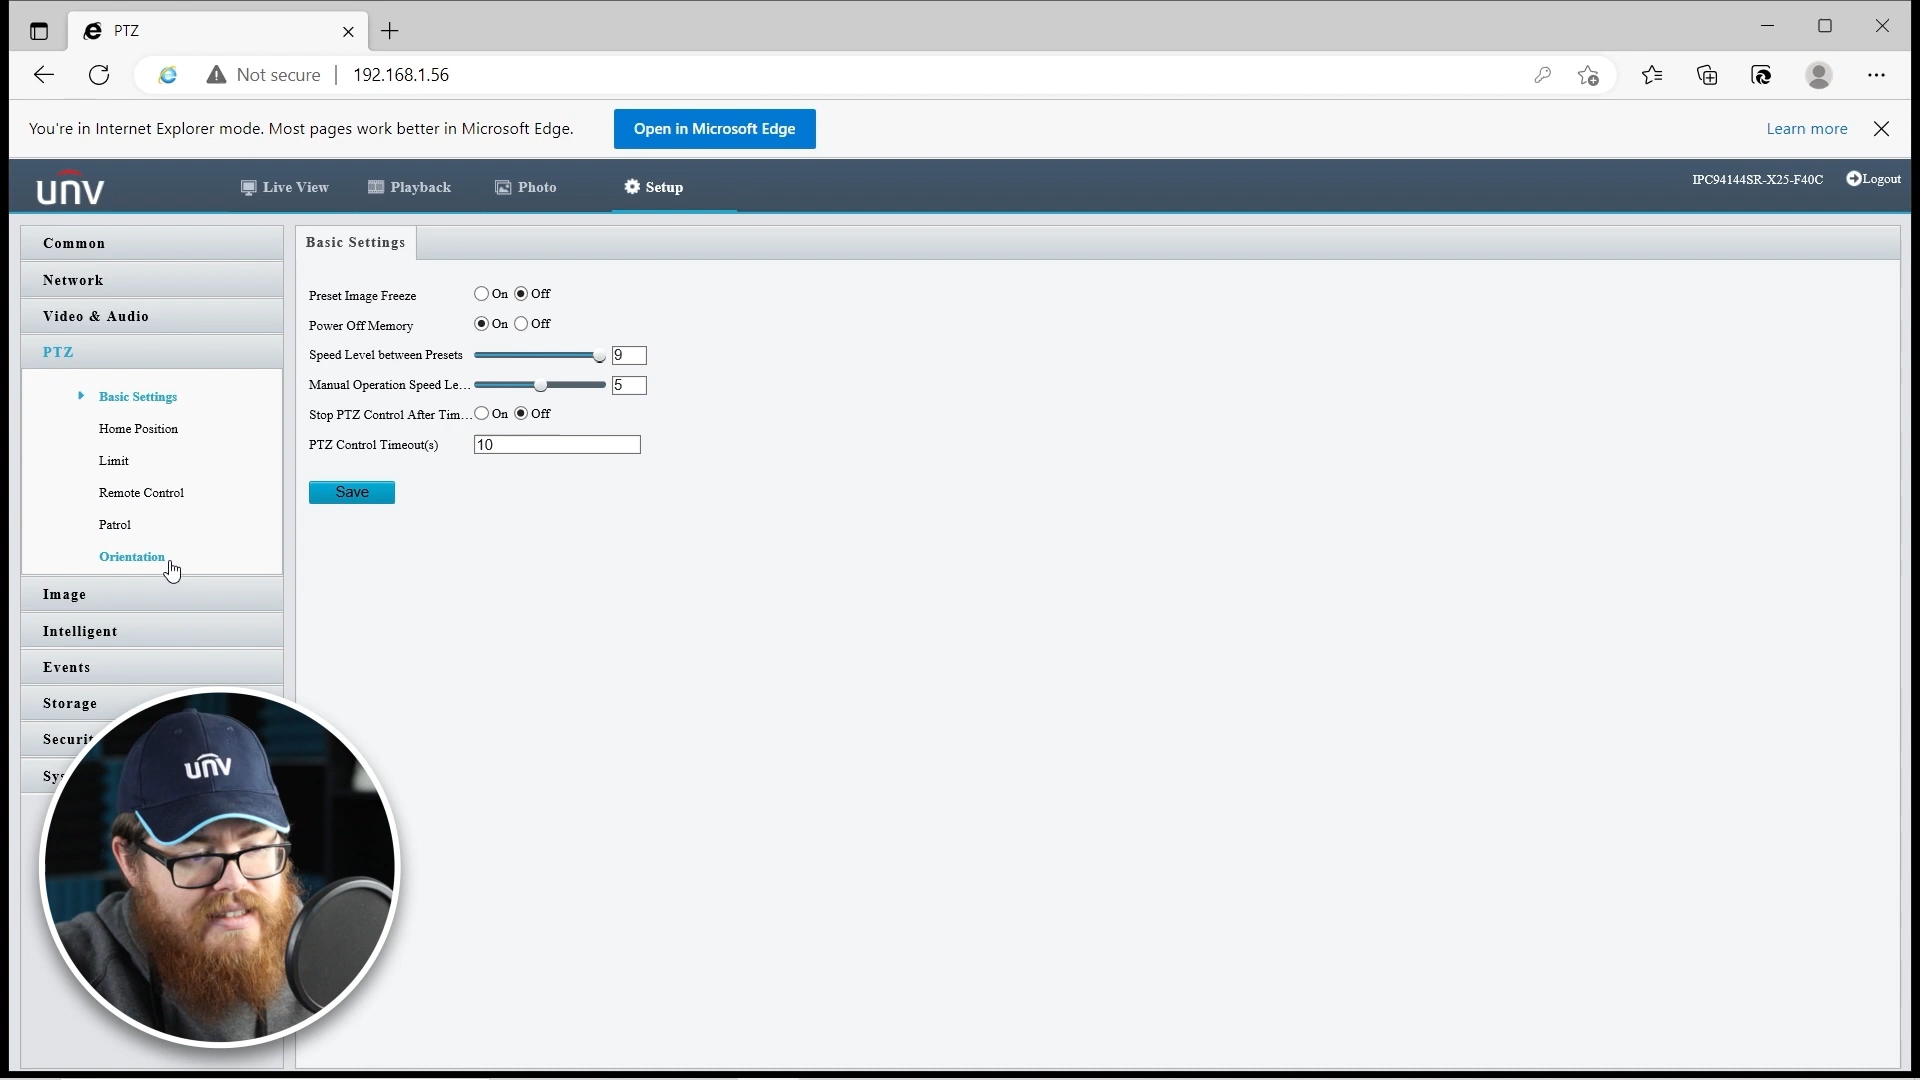 PTZ
Not secure | 192.168.1.56
You're in Internet Explorer mode. Most pages work better in Microsoft Edge.
Open in Microsoft Edge
Learn more
unv
Live View
Playback
Photo
Setup
IPC94144SR-X25-F40C
Logout
Common
Network
Video & Audio
PTZ
Basic Settings
Home Position
Limit
Remote Control
Patrol
Orientation
Image
Intelligent
Events
Storage
Securit
Sys
Basic Settings
Preset Image Freeze On Off
Power Off Memory On Off
Speed Level between Presets 9
Manual Operation Speed Le... 5
Stop PTZ Control After Tim... On Off
PTZ Control Timeout(s) 10
Save
unv